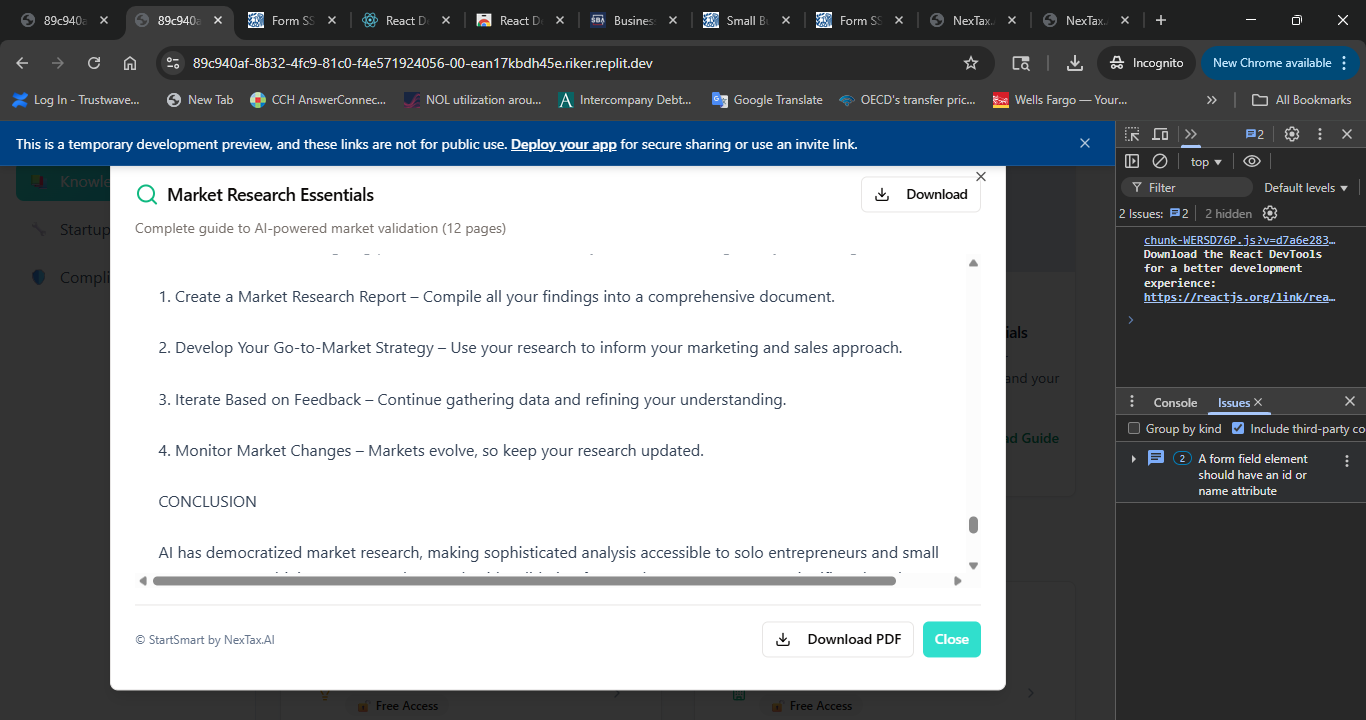 89c940a
89c940a
Form SS
React D
React D
Busines
Small Bu
Form SS
NexTax.
NexTax.
89c940af-8b32-4fc9-81c0-f4e571924056-00-ean17kbdh45e.riker.replit.dev
Incognito
New Chrome available
Log In - Trustwave...
New Tab
CCH AnswerConnec...
NOL utilization arou...
Intercompany Debt...
Google Translate
OECD's transfer pric...
Wells Fargo — Your...
All Bookmarks
This is a temporary development preview, and these links are not for public use. Deploy your app for secure sharing or use an invite link.
Knowle
Startup
Compli
Market Research Essentials
Download
Complete guide to AI-powered market validation (12 pages)
1. Create a Market Research Report – Compile all your findings into a comprehensive document.
2. Develop Your Go-to-Market Strategy – Use your research to inform your marketing and sales approach.
3. Iterate Based on Feedback – Continue gathering data and refining your understanding.
4. Monitor Market Changes – Markets evolve, so keep your research updated.
CONCLUSION
AI has democratized market research, making sophisticated analysis accessible to solo entrepreneurs and small
© StartSmart by NexTax.AI
Download PDF
Close
ials
and your
d Guide
Free Access
Free Access
2
top
Filter
Default levels
2 Issues: 2
2 hidden
chunk-WERSD76P.js?v=d7a6e283…
Download the React DevTools
for a better development
experience:
https://reactjs.org/link/rea…
Console
Issues
Group by kind
Include third-party co
2
A form field element
should have an id or
name attribute